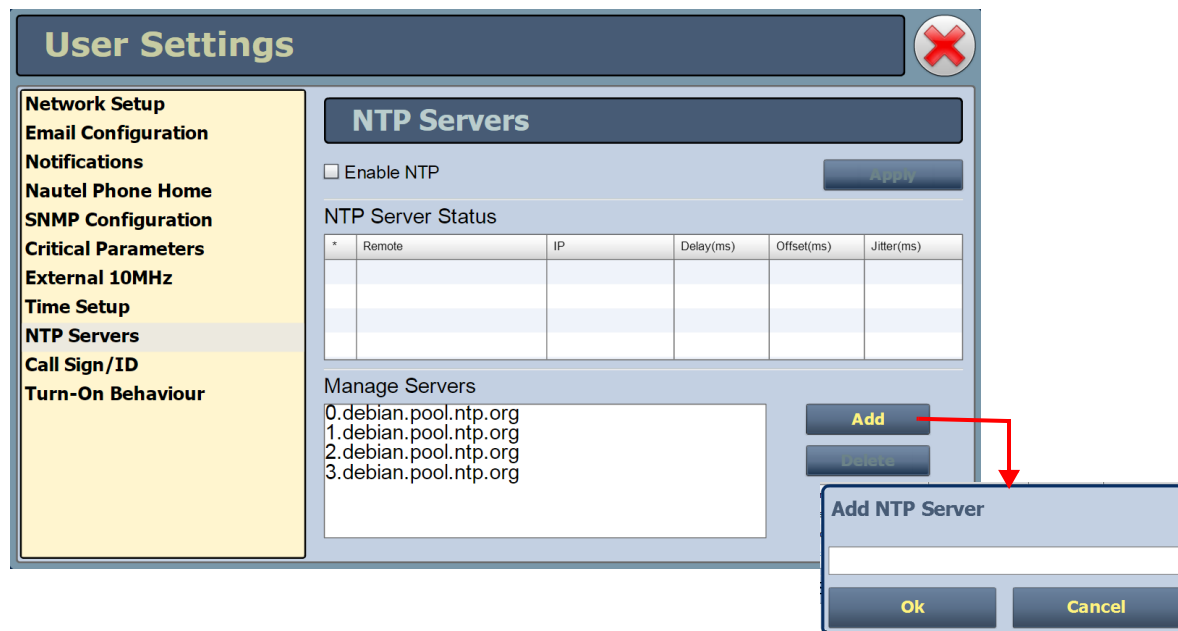 User Settings
Network Setup
Email Configuration
Notifications
Nautel Phone Home
SNMP Configuration
Critical Parameters
External 10MHz
Time Setup
NTP Servers
Call Sign/ID
Turn-On Behaviour
NTP Servers
Enable NTP
Apply
NTP Server Status
* Remote IP Delay(ms) Offset(ms) Jitter(ms)
Manage Servers
0.debian.pool.ntp.org
1.debian.pool.ntp.org
2.debian.pool.ntp.org
3.debian.pool.ntp.org
Add
Delete
Add NTP Server
Ok Cancel